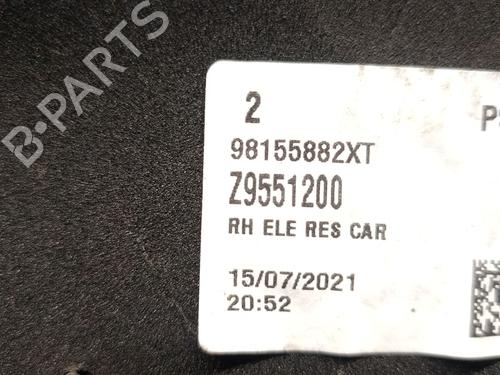 B-PARTS
2
98155882XT
Z9551200
RH ELE RES CAR
15/07/2021
20:52